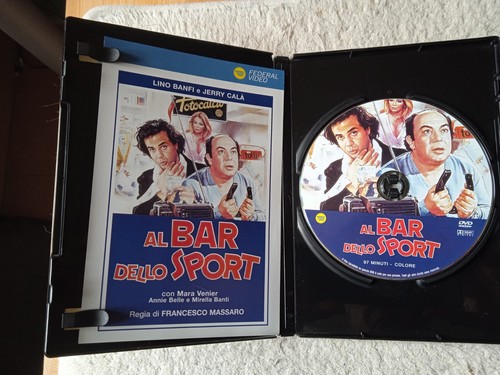 FEDERAL
VIDEO
LINO BANFI e JERRY CALÀ
Totocalcio
AL BAR
DELLO SPORT
con Mara Venier
Annie Belle e Mirella Banti
Regia di FRANCESCO MASSARO
AL BAR
DELLO SPORT
DVD
97 MINUTI - COLORE